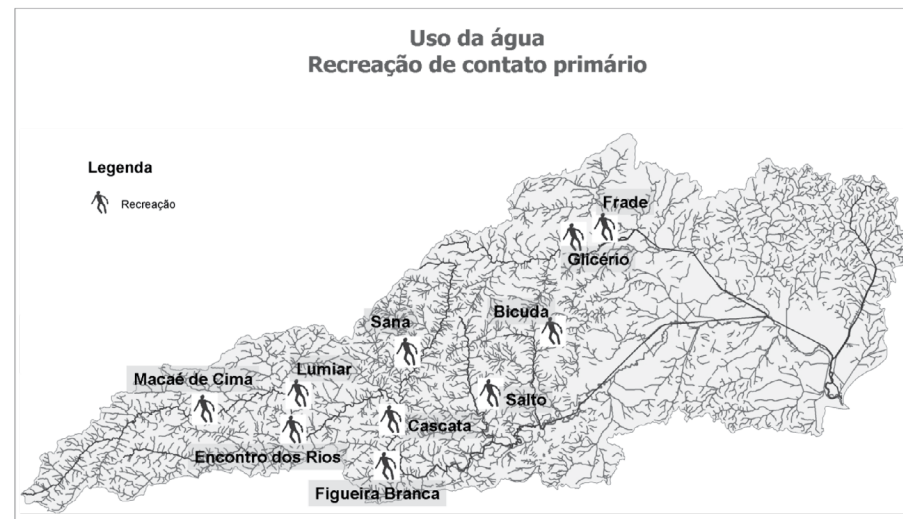 Uso da água
Recreação de contato primário
Legenda
Recreação
Frade
Glicério
Bicuda
Sana
Lumiar
Macaé de Cima
Salto
Cascata
Encontro dos Rios
Figueira Branca